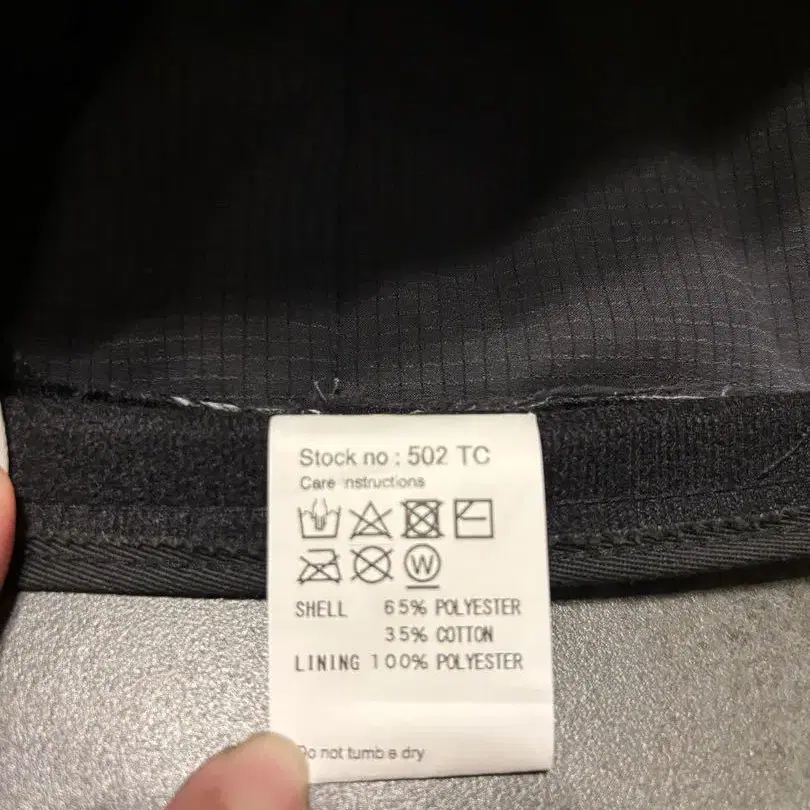 Stock no : 502 TC
Care instructions
W
SHELL 65% POLYESTER
35% COTTON
LINING 100% POLYESTER
Do not tumble dry